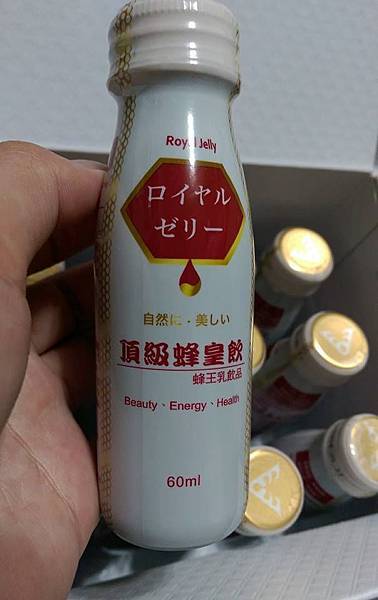 Royal Jelly
ロイヤル
ゼリー
自然に・美しい
頂級蜂皇飲
蜂王乳飲品
Beauty、Energy、Health
60ml